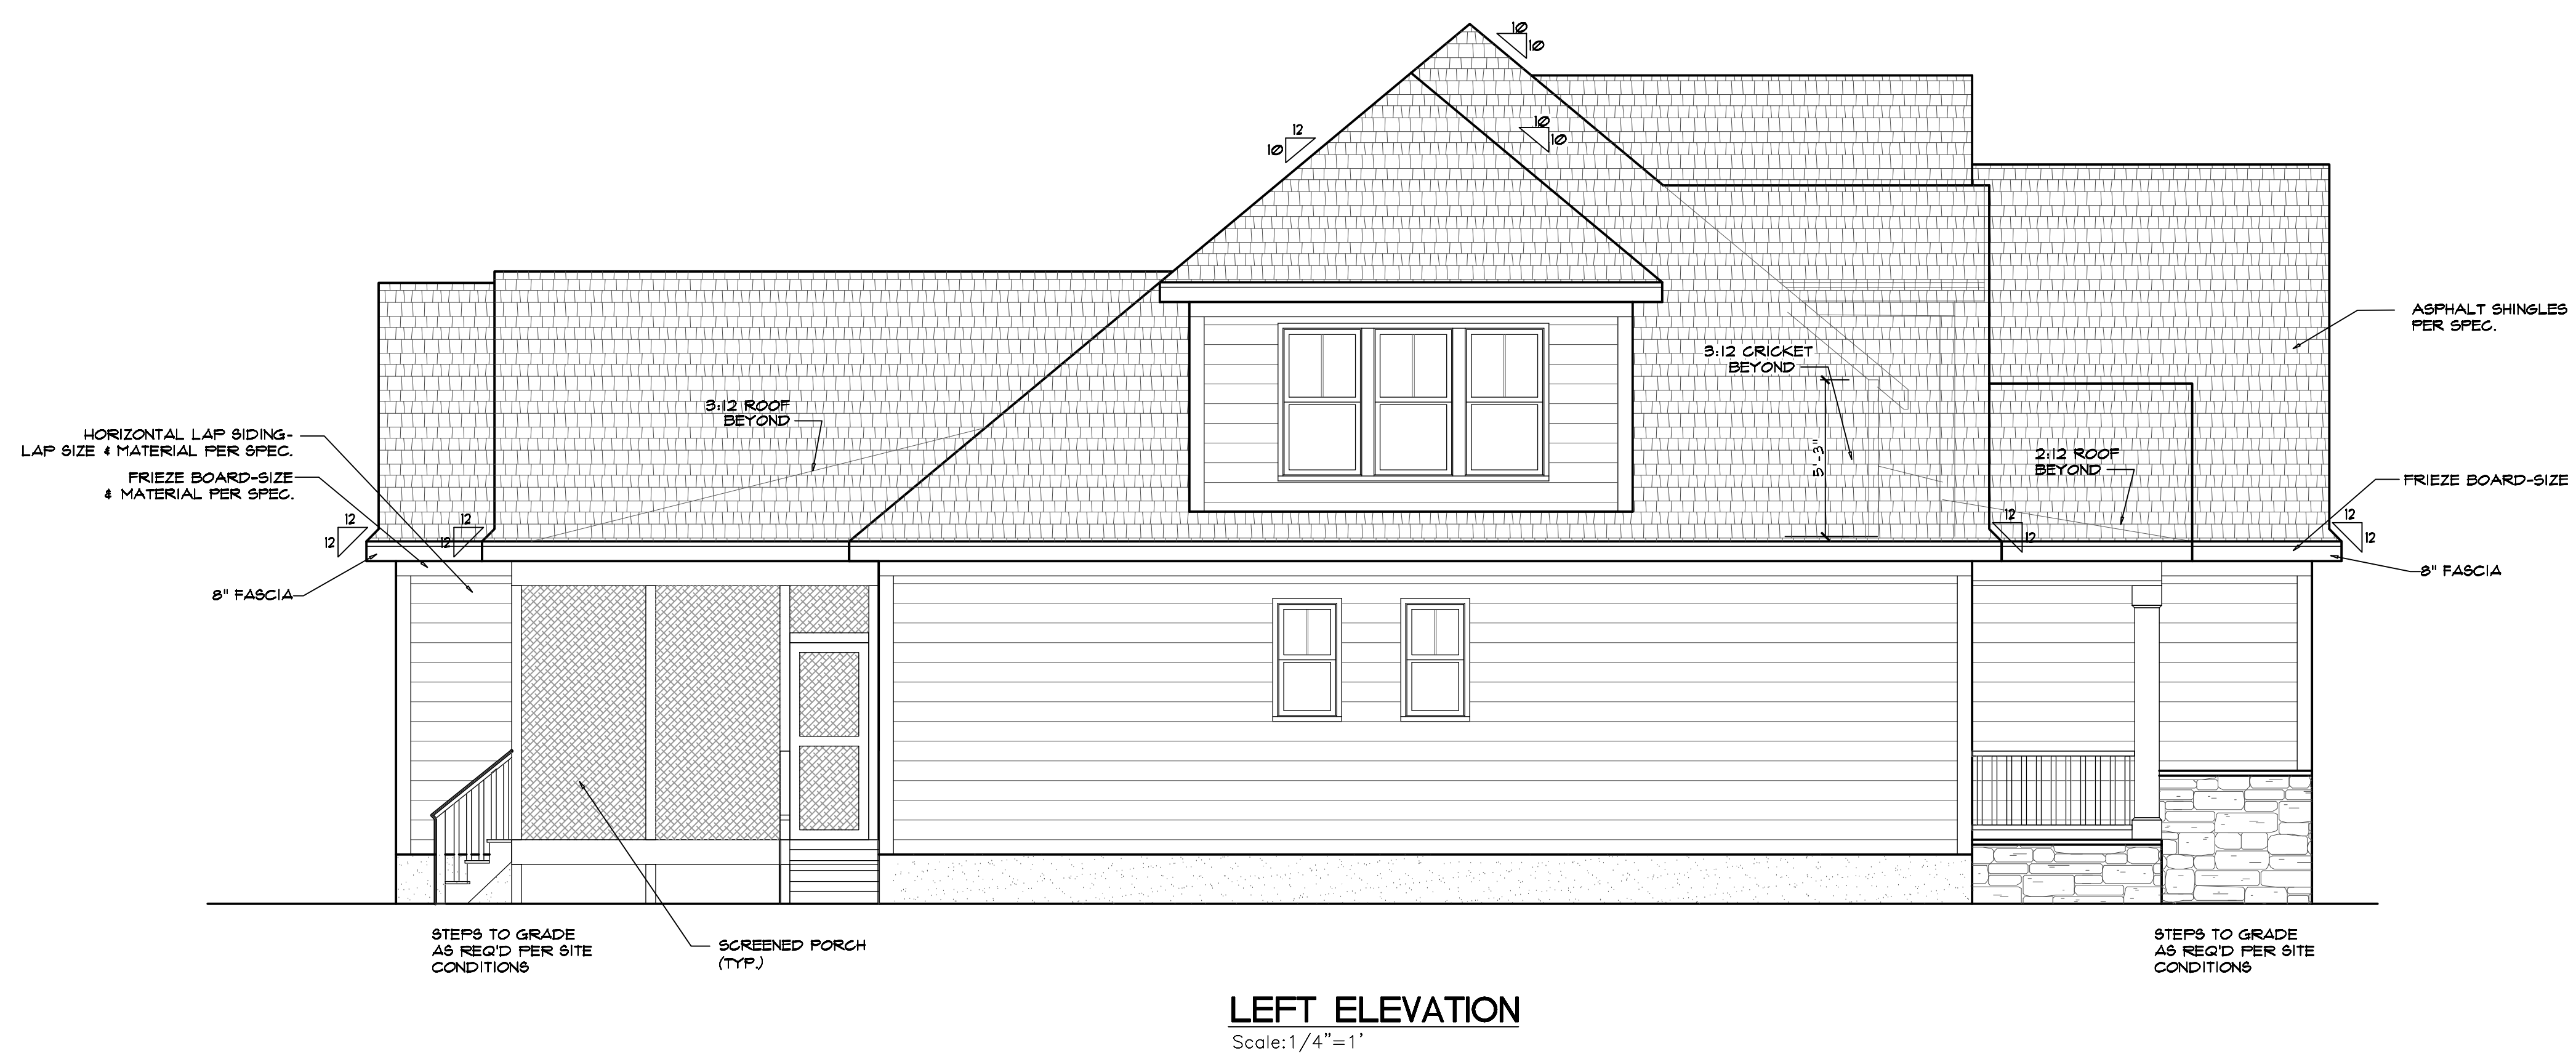 10
10
12
10
10
10
ASPHALT SHINGLES
PER SPEC.
3:12 CRICKET
BEYOND
5'-3"
3:12 ROOF
BEYOND
HORIZONTAL LAP SIDING-
LAP SIZE & MATERIAL PER SPEC.
FRIEZE BOARD-SIZE
& MATERIAL PER SPEC.
2:12 ROOF
BEYOND
FRIEZE BOARD-SIZE
12
12
12
12
12
12
12
12
8" FASCIA
8" FASCIA
STEPS TO GRADE
AS REQ'D PER SITE
CONDITIONS
SCREENED PORCH
(TYP.)
STEPS TO GRADE
AS REQ'D PER SITE
CONDITIONS
LEFT ELEVATION
Scale:1/4"=1'